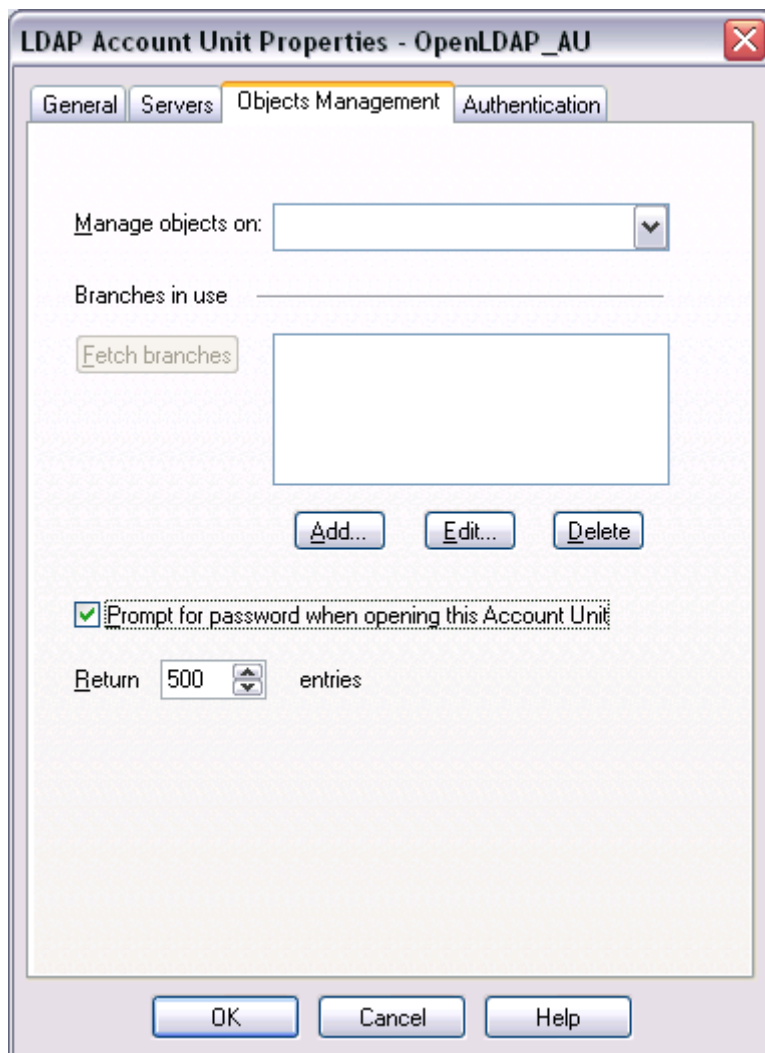 LDAP Account Unit Properties - OpenLDAP_AU
General Servers Objects Management Authentication
Manage objects on:
Branches in use
Fetch branches
Add... Edit... Delete
Prompt for password when opening this Account Unit
Return 500 entries
OK Cancel Help